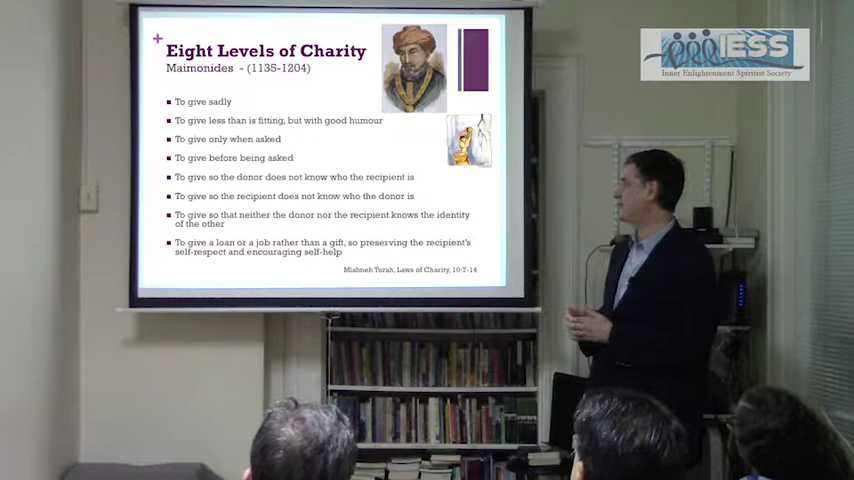 IESS
Inner Enlightenment Spiritist Society
+
Eight Levels of Charity
Maimonides - (1135-1204)
To give sadly
To give less than is fitting, but with good humour
To give only when asked
To give before being asked
To give so the donor does not know who the recipient is
To give so the recipient does not know who the donor is
To give so that neither the donor nor the recipient knows the identity
of the other
To give a loan or a job rather than a gift, so preserving the recipient's
self-respect and encouraging self-help
Mishneh Torah, Laws of Charity, 10:7-14